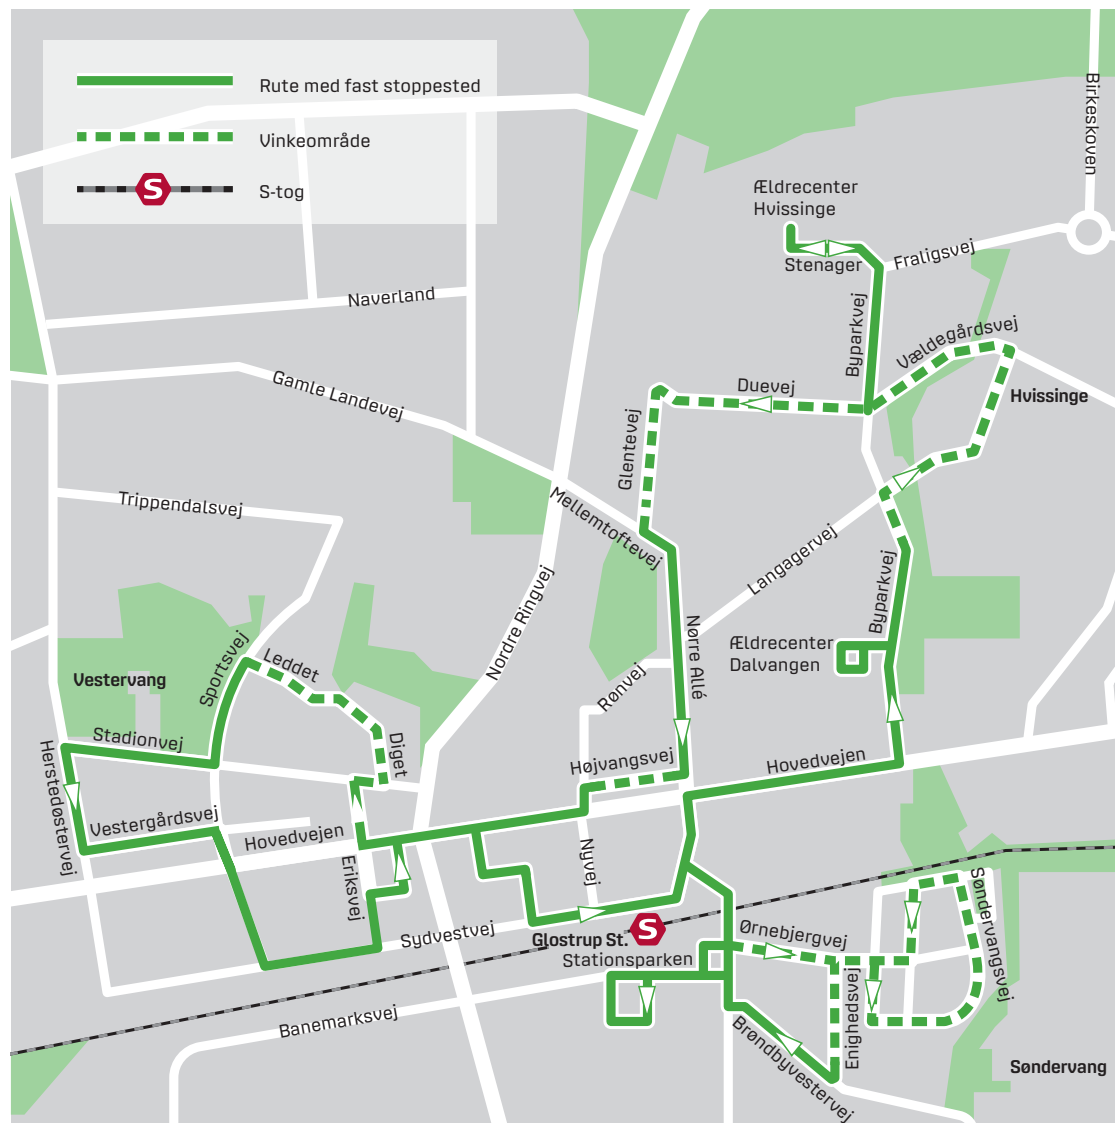 Rute med fast stoppested
Vinkeområde
S
S-tog
Birkeskoven
Ældrecenter
Hvissinge
Stenager
Fraligsvej
Naverland
Byparkvej
Vældegårdsvej
Gamle Landevej
Duevej
Hvissinge
Glentevej
Trippendalsvej
Mellemtoftevej
Langagervej
Nordre Ringvej
Byparkvej
Nørre Allé
Ældrecenter
Dalvangen
Sportsvej
Leddet
Vestervang
Rønvej
Stadionvej
Diget
Højvangsvej
Hovedvejen
Herstedøstervej
Vestergårdsvej
Hovedvejen
Eriksvej
Nyvej
Søndervangsvej
Sydvestvej
S
Glostrup St.
Ørnebjergvej
Stationsparken
Enighedsvej
Banemarksvej
Brøndbyvestervej
Søndervang